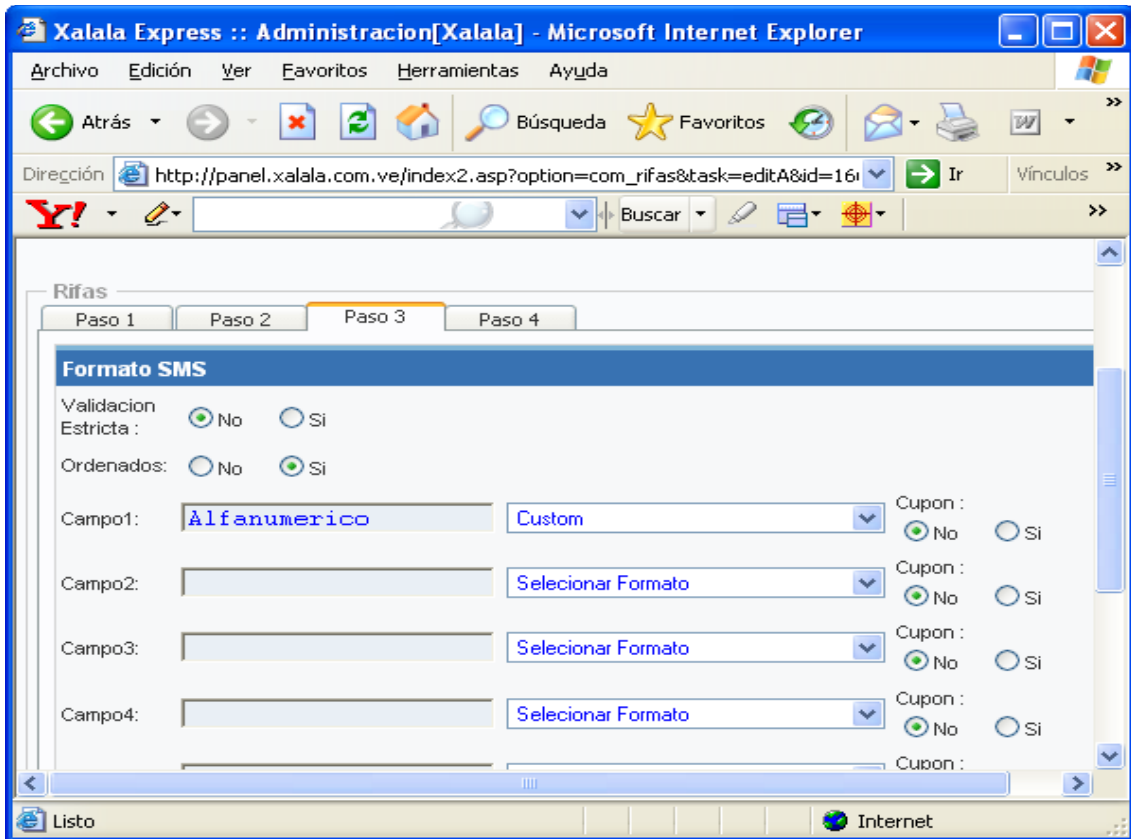 Xalala Express :: Administracion[Xalala] - Microsoft Internet Explorer
Archivo Edición Ver Favoritos Herramientas Ayuda
Atrás Búsqueda Favoritos W »
Dirección http://panel.xalala.com.ve/index2.asp?option=com_rifas&task=editA&id=16 Ir Vínculos »
Y! Buscar »
Rifas
Paso 1 Paso 2 Paso 3 Paso 4
Formato SMS
Validacion
Estricta : No Si
Ordenados: No Si
Campo1: Alfanumerico Custom Cupon :
No Si
Campo2: Selecionar Formato Cupon :
No Si
Campo3: Selecionar Formato Cupon :
No Si
Campo4: Selecionar Formato Cupon :
No Si
Cupon :
Listo Internet